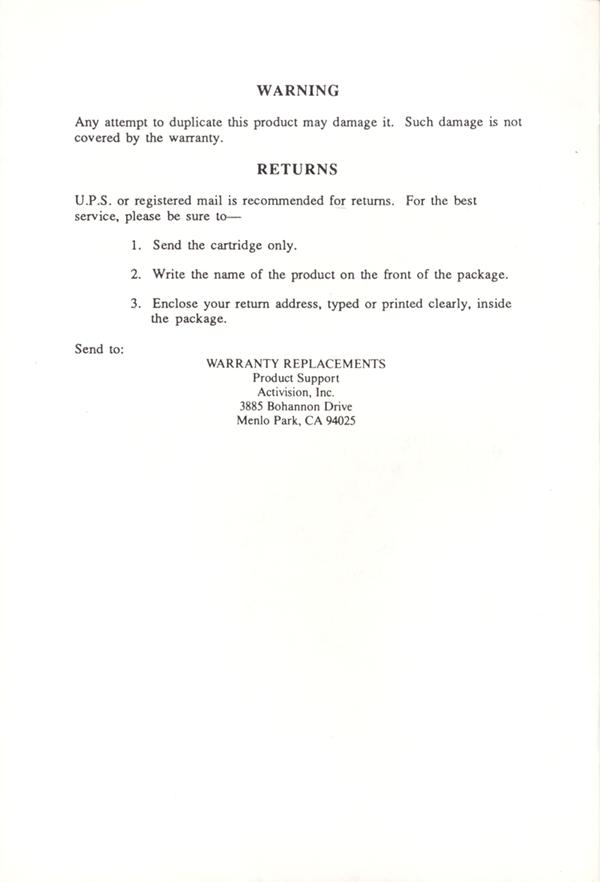 WARNING
Any attempt to duplicate this product may damage it. Such damage is not
covered by the warranty.
RETURNS
U.P.S. or registered mail is recommended for returns. For the best
service, please be sure to—
1. Send the cartridge only.
2. Write the name of the product on the front of the package.
3. Enclose your return address, typed or printed clearly, inside
the package.
Send to:
WARRANTY REPLACEMENTS
Product Support
Activision, Inc.
3885 Bohannon Drive
Menlo Park, CA 94025